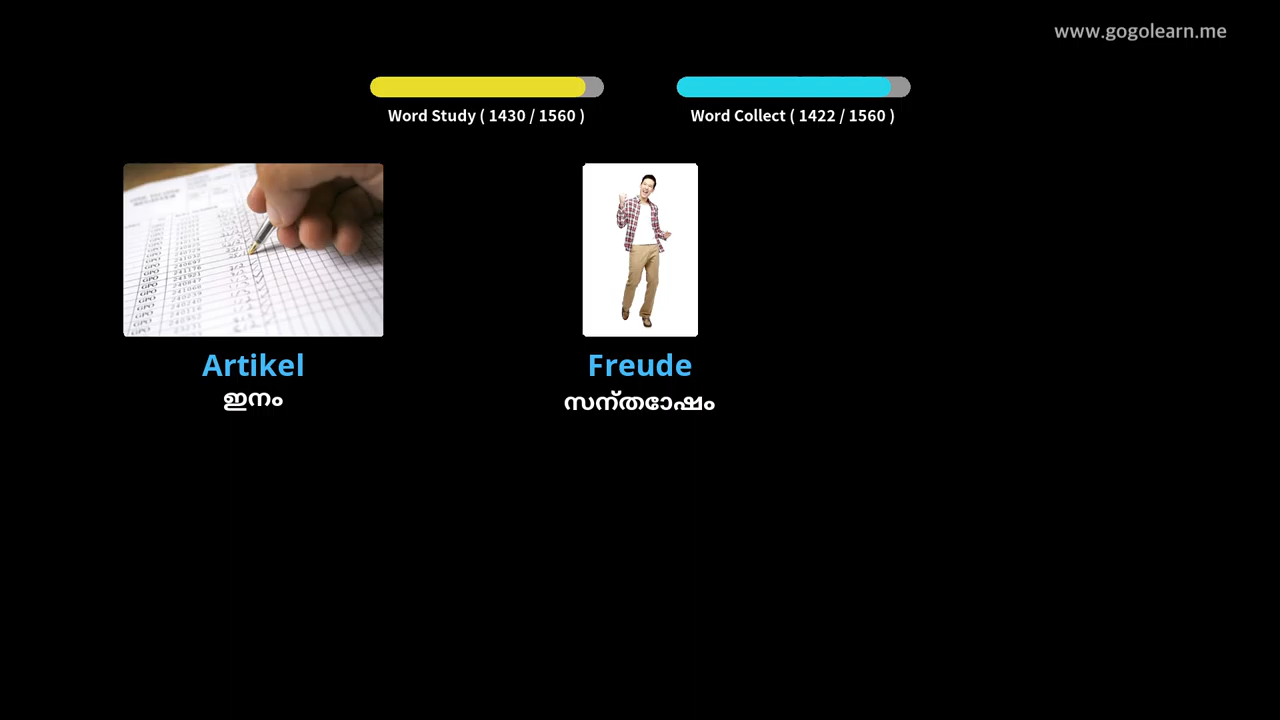 www.gogolearn.me
Word Study ( 1430 / 1560 )
Word Collect ( 1422 / 1560 )
Artikel
ഇനം
Freude
സന്തോഷം